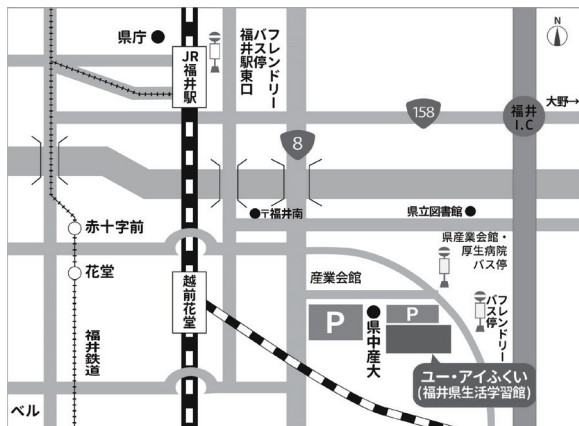 県庁
JR福井駅
フレンドリー
バス停
福井駅東口
8
158
福井
I.C
大野→
N
〒福井南
県立図書館
赤十字前
花堂
福井鉄道
越前花堂
産業会館
県産業会館・
厚生病院
バス停
フレンドリー
バス停
P
P
県中産大
ユー・アイふくい
(福井県生活学習館)
ベル